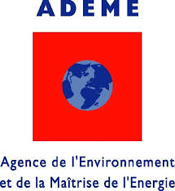 ADEME
Agence de l'Environnement
et de la Maîtrise de l'Energie